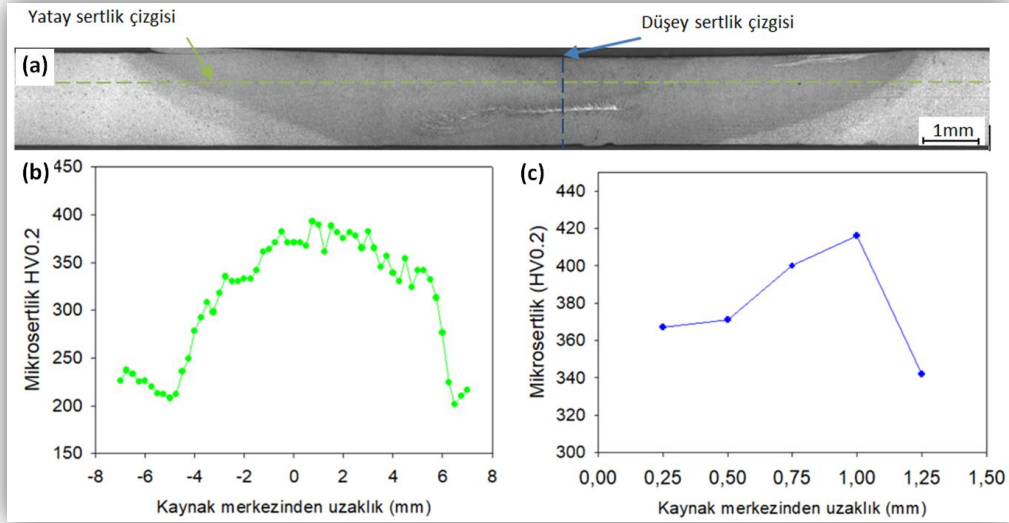 Yatay sertlik çizgisi
Düşey sertlik çizgisi
(a)
1mm
(b)
450
400
350
300
250
200
150
Mikrosertlik HV0.2
-8 -6 -4 -2 0 2 4 6 8
Kaynak merkezinden uzaklık (mm)
(c)
440
420
400
380
360
340
320
300
Mikrosertlik (HV0.2)
0,00 0,25 0,50 0,75 1,00 1,25 1,50
Kaynak merkezinden uzaklık (mm)